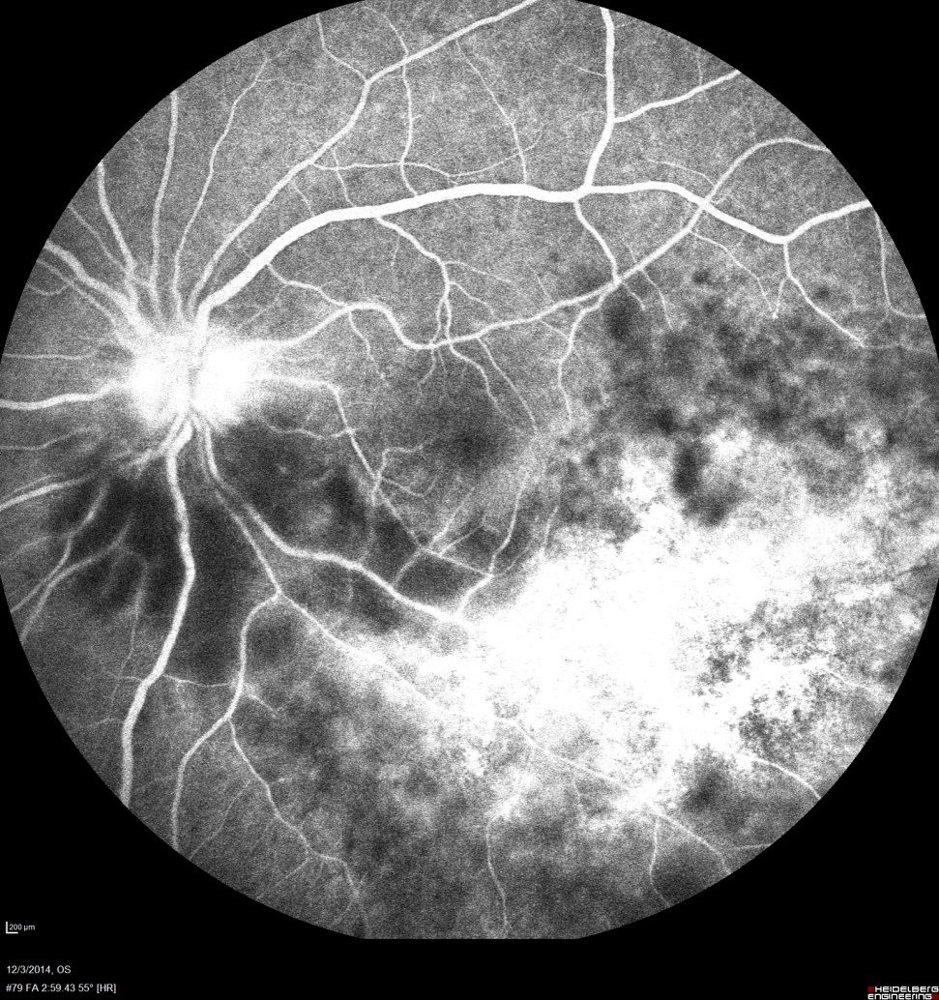 200 µm
12/3/2014, OS
#79 FA 2:59.43 55° [HR]
HEIDELBERG
ENGINEERING